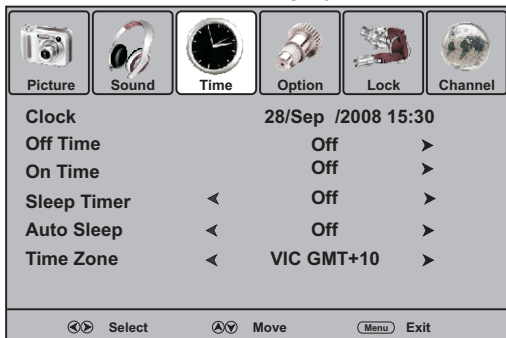 Picture Sound Time Option Lock Channel
Clock 28/Sep /2008 15:30
Off Time Off
On Time Off
Sleep Timer Off
Auto Sleep Off
Time Zone VIC GMT+10
Select Move Menu Exit